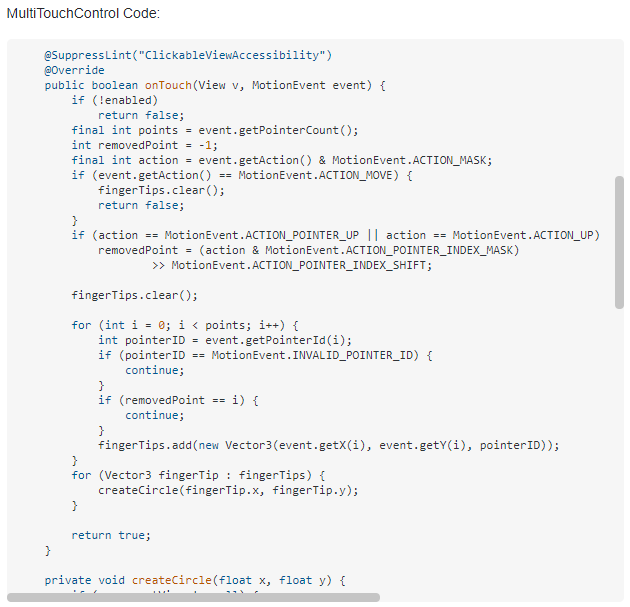 MultiTouchControl Code:
@SuppressLint("ClickableViewAccessibility")
@Override
public boolean onTouch(View v, MotionEvent event) {
if (!enabled)
return false;
final int points = event.getPointerCount();
int removedPoint = -1;
final int action = event.getAction() & MotionEvent.ACTION_MASK;
if (event.getAction() == MotionEvent.ACTION_MOVE) {
fingerTips.clear();
return false;
}
if (action == MotionEvent.ACTION_POINTER_UP || action == MotionEvent.ACTION_UP)
removedPoint = (action & MotionEvent.ACTION_POINTER_INDEX_MASK)
>> MotionEvent.ACTION_POINTER_INDEX_SHIFT;
fingerTips.clear();
for (int i = 0; i < points; i++) {
int pointerID = event.getPointerId(i);
if (pointerID == MotionEvent.INVALID_POINTER_ID) {
continue;
}
if (removedPoint == i) {
continue;
}
fingerTips.add(new Vector3(event.getX(i), event.getY(i), pointerID));
}
for (Vector3 fingerTip : fingerTips) {
createCircle(fingerTip.x, fingerTip.y);
}
return true;
}
private void createCircle(float x, float y) {